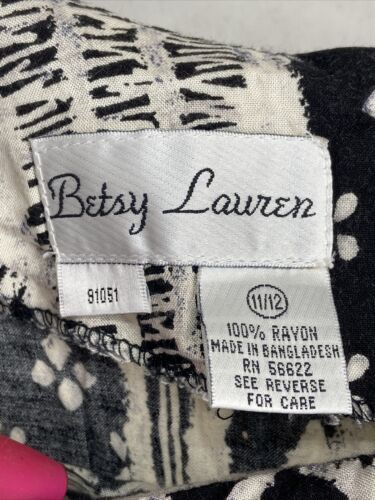 Betsy Lauren
91051
11/12
100% RAYON
MADE IN BANGLADESH
RN 56622
SEE REVERSE
FOR CARE